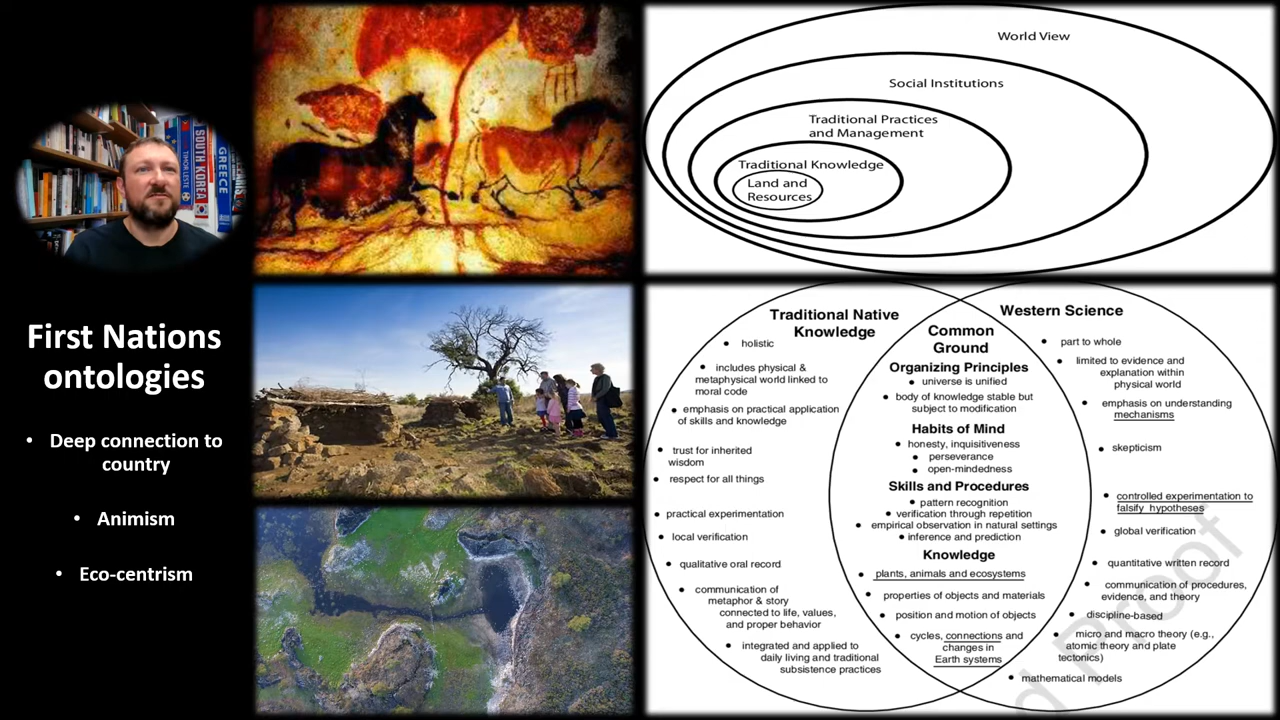 TIMOR LESTE
SOUTH KOREA
GREECE
First Nations
ontologies
• Deep connection to
country
• Animism
• Eco-centrism
World View
Social Institutions
Traditional Practices
and Management
Traditional Knowledge
Land and
Resources
Traditional Native
Knowledge
• holistic
• includes physical &
metaphysical world linked to
moral code
• emphasis on practical application
of skills and knowledge
• trust for inherited
wisdom
• respect for all things
• practical experimentation
• local verification
• qualitative oral record
• communication of
metaphor & story
connected to life, values,
and proper behavior
• integrated and applied to
daily living and traditional
subsistence practices
Common
Ground
Organizing Principles
• universe is unified
• body of knowledge stable but
subject to modification
Habits of Mind
• honesty, inquisitiveness
• perseverance
• open-mindedness
Skills and Procedures
• pattern recognition
• verification through repetition
• empirical observation in natural settings
• inference and prediction
Knowledge
• plants, animals and ecosystems
• properties of objects and materials
• position and motion of objects
• cycles, connections and
changes in
Earth systems
Western Science
• part to whole
• limited to evidence and
explanation within
physical world
• emphasis on understanding
mechanisms
• skepticism
• controlled experimentation to
falsify hypotheses
• global verification
• quantitative written record
• communication of procedures,
evidence, and theory
• discipline-based
• micro and macro theory (e.g.,
atomic theory and plate
tectonics)
• mathematical models
d Proof